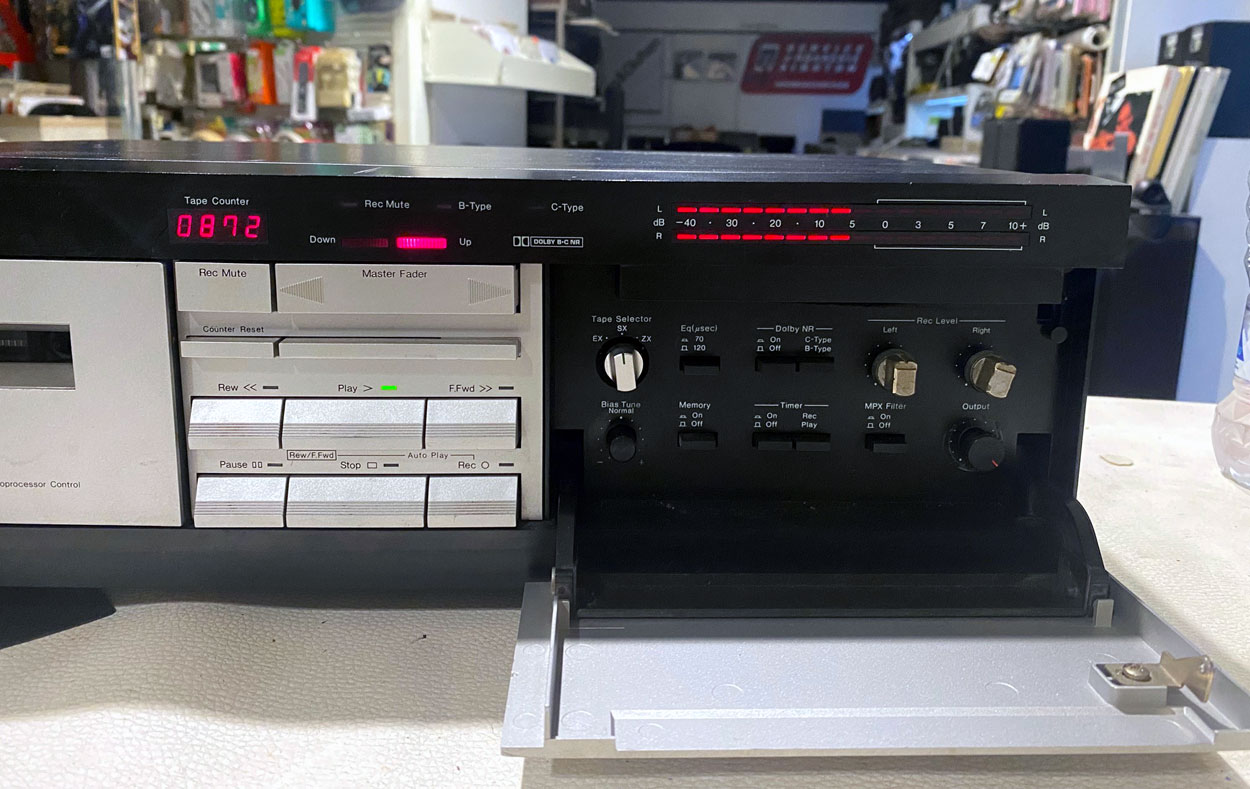 Tape Counter
0872
Rec Mute
B-Type
C-Type
Down
Up
DOLBY B-C NR
L
dB
R
-40 · 30 · 20 · 10 5 0 3 5 7 10+
L
dB
R
Rec Mute
Master Fader
Counter Reset
Rew <<
Play >
F.Fwd >>
Rew/F.Fwd
Auto Play
Pause
Stop
Rec
oprocessor Control
Tape Selector
SX
EX
ZX
Eq(μsec)
70
120
Dolby NR
On C-Type
Off B-Type
Rec Level
Left
Right
Bias Tune
Normal
- +
Memory
On
Off
Timer
On Rec
Off Play
MPX Filter
On
Off
Output